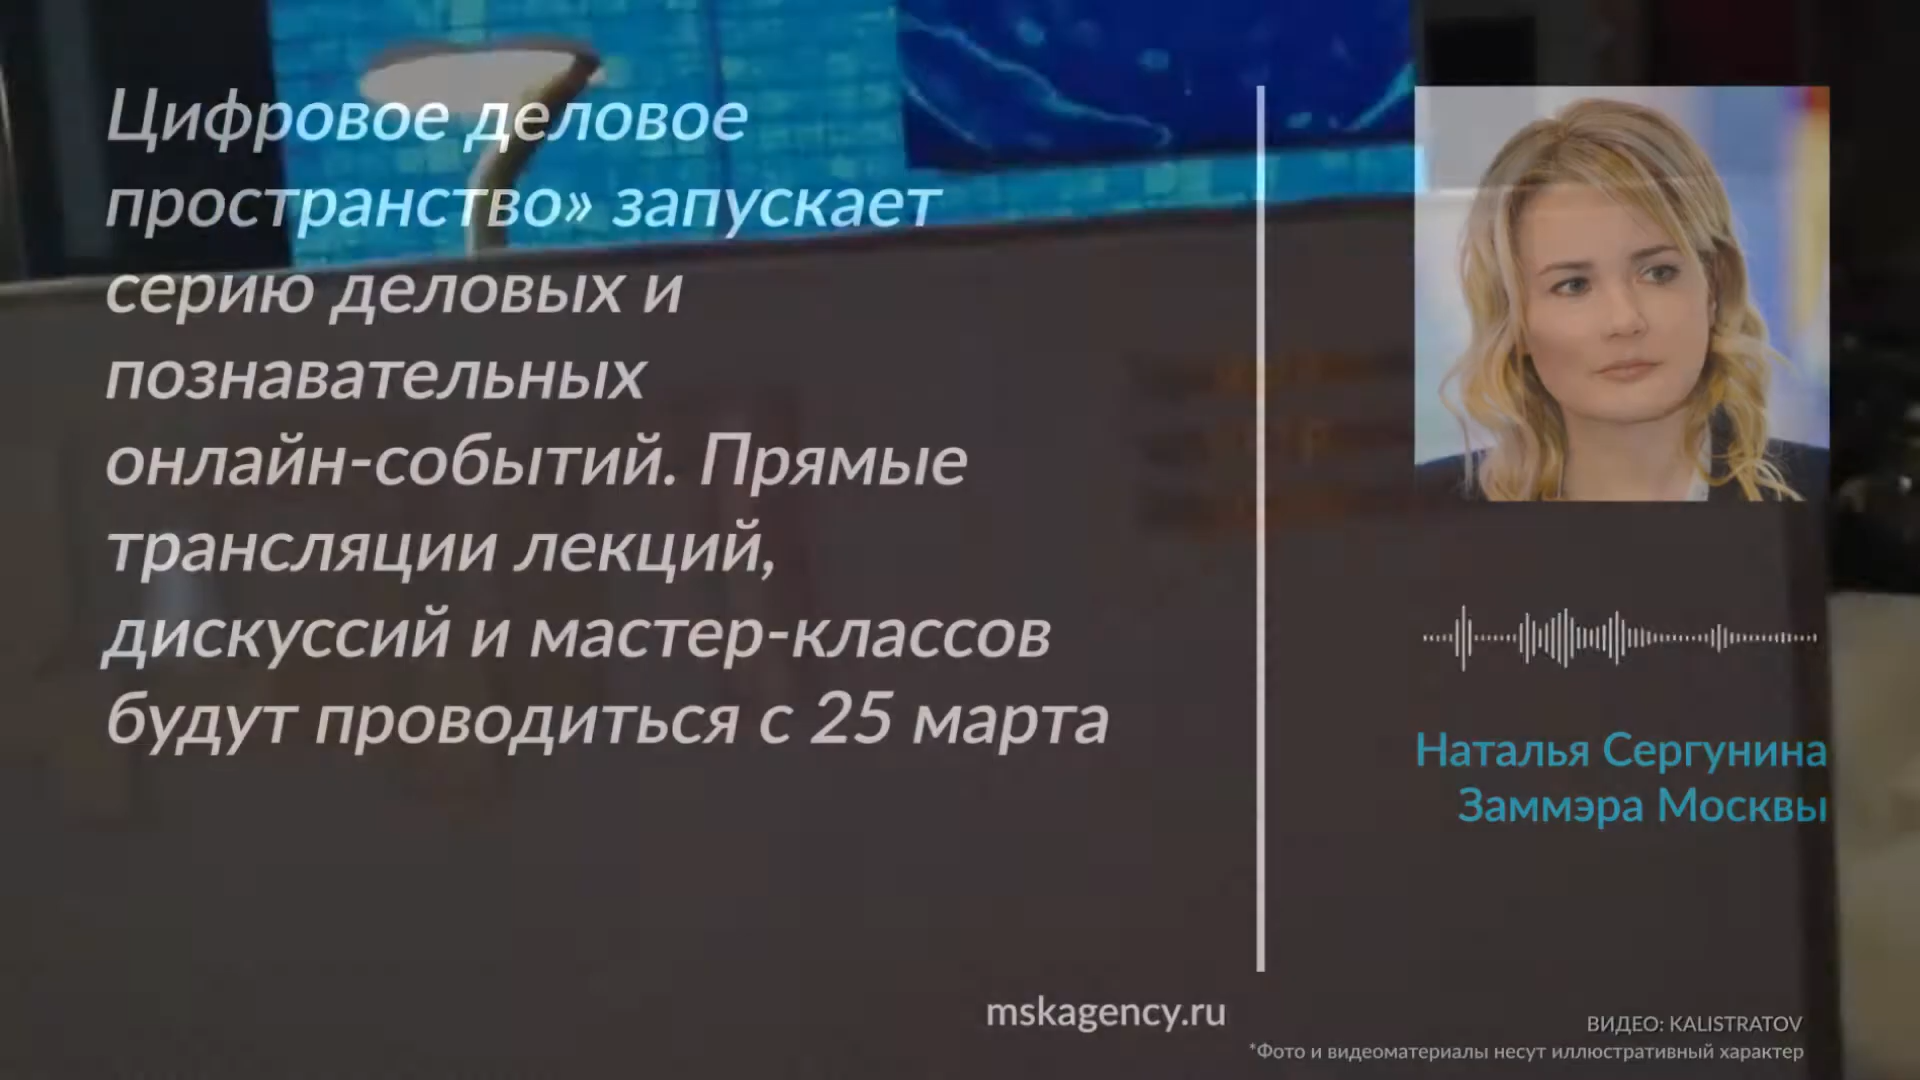 Цифровое деловое
пространство» запускает
серию деловых и
познавательных
онлайн-событий. Прямые
трансляции лекций,
дискуссий и мастер-классов
будут проводиться с 25 марта
Наталья Сергунина
Заммэра Москвы
mskagency.ru
ВИДЕО: KALISTRATOV
*Фото и видеоматериалы несут иллюстративный характер